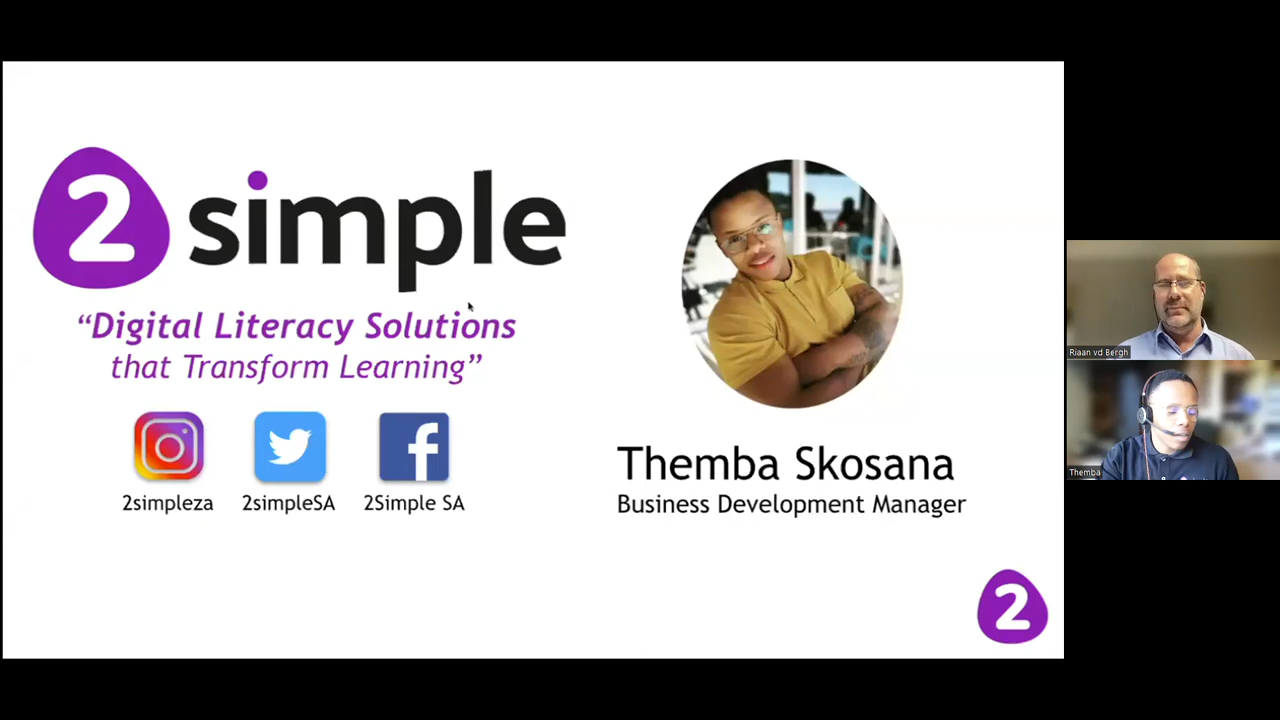 2simple
“Digital Literacy Solutions
that Transform Learning”
2simpleza
2simpleSA
2Simple SA
Themba Skosana
Business Development Manager
2
Riaan vd Bergh
Themba